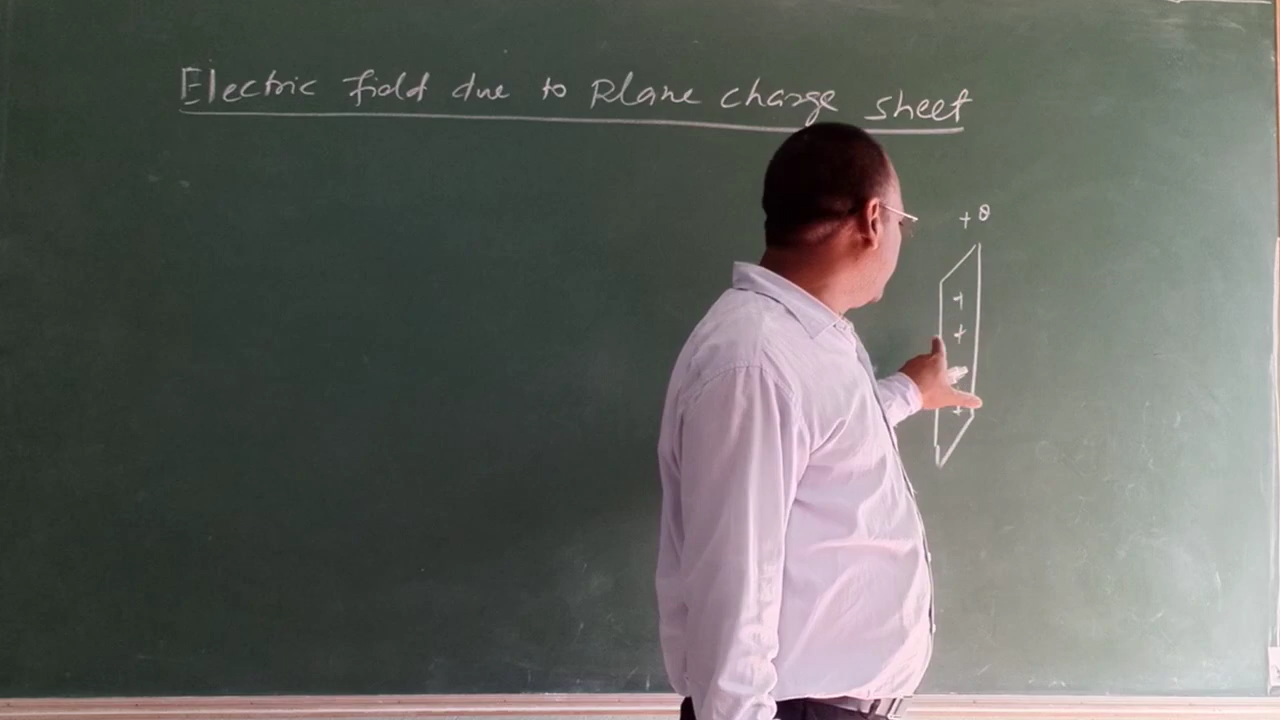 Electric field due to Plane charge sheet
+ θ
+
+
+